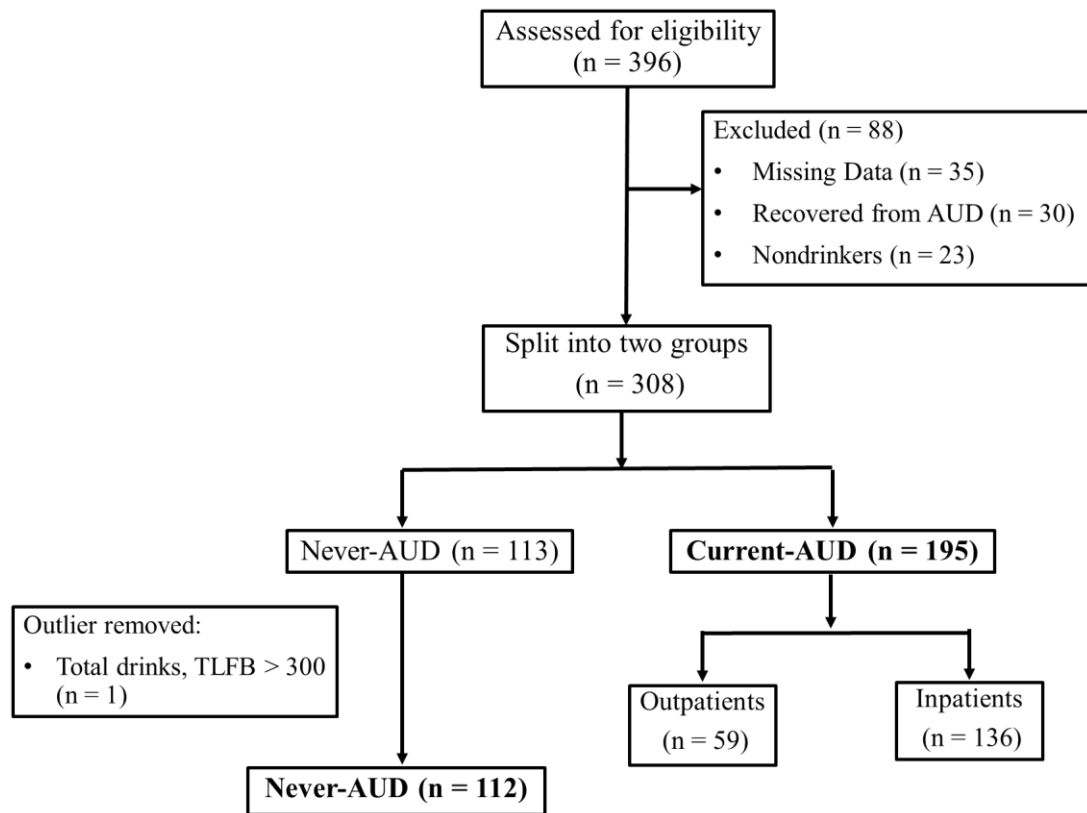 Assessed for eligibility
(n = 396)
Excluded (n = 88)
• Missing Data (n = 35)
• Recovered from AUD (n = 30)
• Nondrinkers (n = 23)
Split into two groups
(n = 308)
Never-AUD (n = 113)
Current-AUD (n = 195)
Outlier removed:
• Total drinks, TLFB > 300
(n = 1)
Outpatients
(n = 59)
Inpatients
(n = 136)
Never-AUD (n = 112)